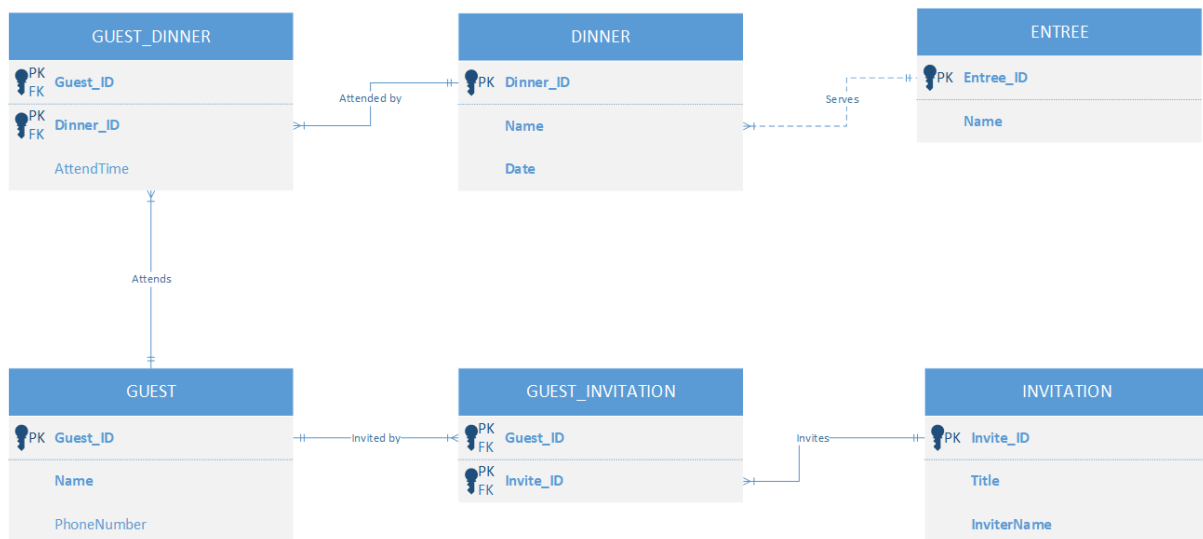 GUEST_DINNER
PK
FK Guest_ID
PK
FK Dinner_ID
AttendTime
Attended by
DINNER
PK Dinner_ID
Name
Date
Serves
ENTREE
PK Entree_ID
Name
Attends
GUEST
PK Guest_ID
Name
PhoneNumber
Invited by
GUEST_INVITATION
PK
FK Guest_ID
PK
FK Invite_ID
Invites
INVITATION
PK Invite_ID
Title
InviterName